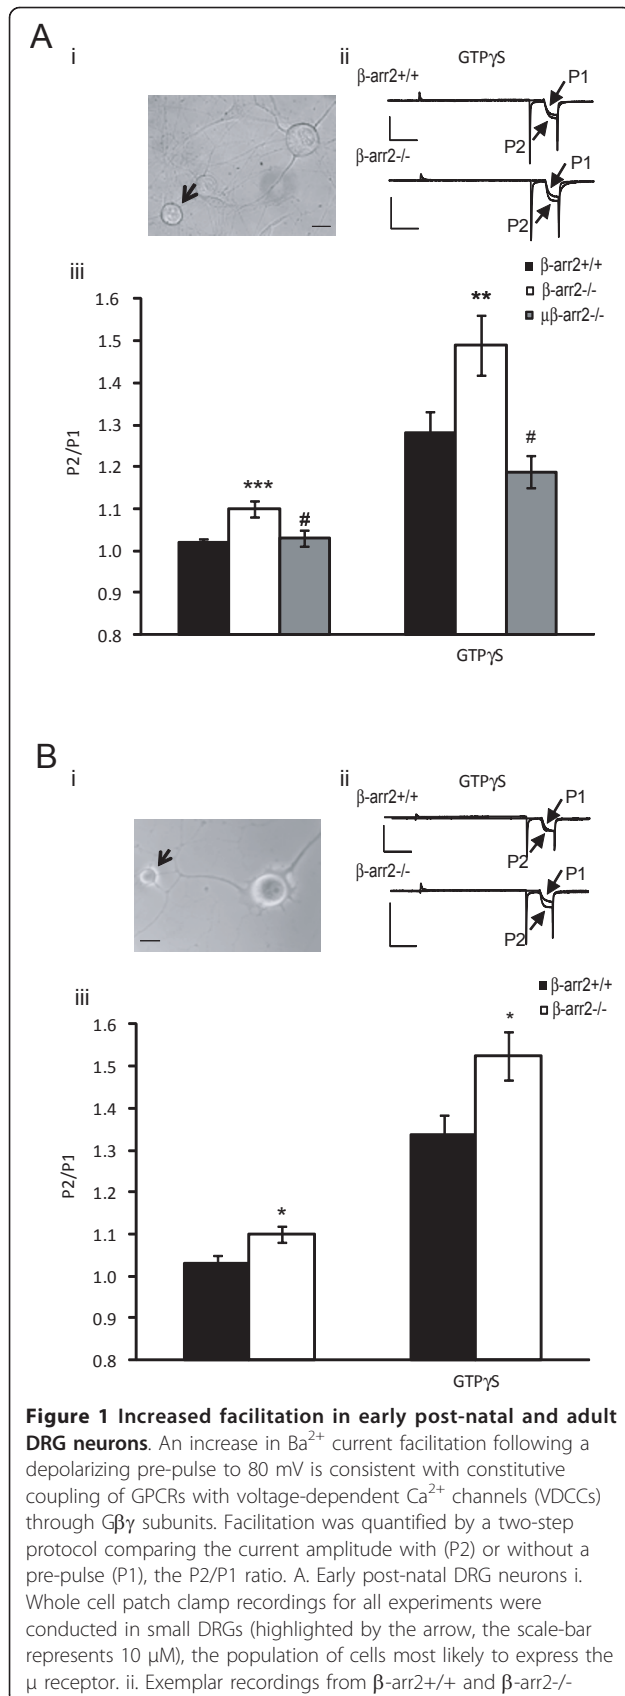 A
i
ii
GTPγS
β-arr2+/+
P1
P2
β-arr2-/-
P1
P2
iii
β-arr2+/+
β-arr2-/-
μβ-arr2-/-
1.6
1.5
1.4
1.3
1.2
1.1
1.0
0.9
0.8
P2/P1
***
#
**
#
GTPγS
B
i
ii
GTPγS
β-arr2+/+
P1
P2
β-arr2-/-
P1
P2
iii
β-arr2+/+
β-arr2-/-
1.6
1.5
1.4
1.3
1.2
1.1
1.0
0.9
0.8
P2/P1
*
*
GTPγS
Figure 1 Increased facilitation in early post-natal and adult
DRG neurons. An increase in Ba2+ current facilitation following a
depolarizing pre-pulse to 80 mV is consistent with constitutive
coupling of GPCRs with voltage-dependent Ca2+ channels (VDCCs)
through Gβγ subunits. Facilitation was quantified by a two-step
protocol comparing the current amplitude with (P2) or without a
pre-pulse (P1), the P2/P1 ratio. A. Early post-natal DRG neurons i.
Whole cell patch clamp recordings for all experiments were
conducted in small DRGs (highlighted by the arrow, the scale-bar
represents 10 μM), the population of cells most likely to express the
μ receptor. ii. Exemplar recordings from β-arr2+/+ and β-arr2-/-